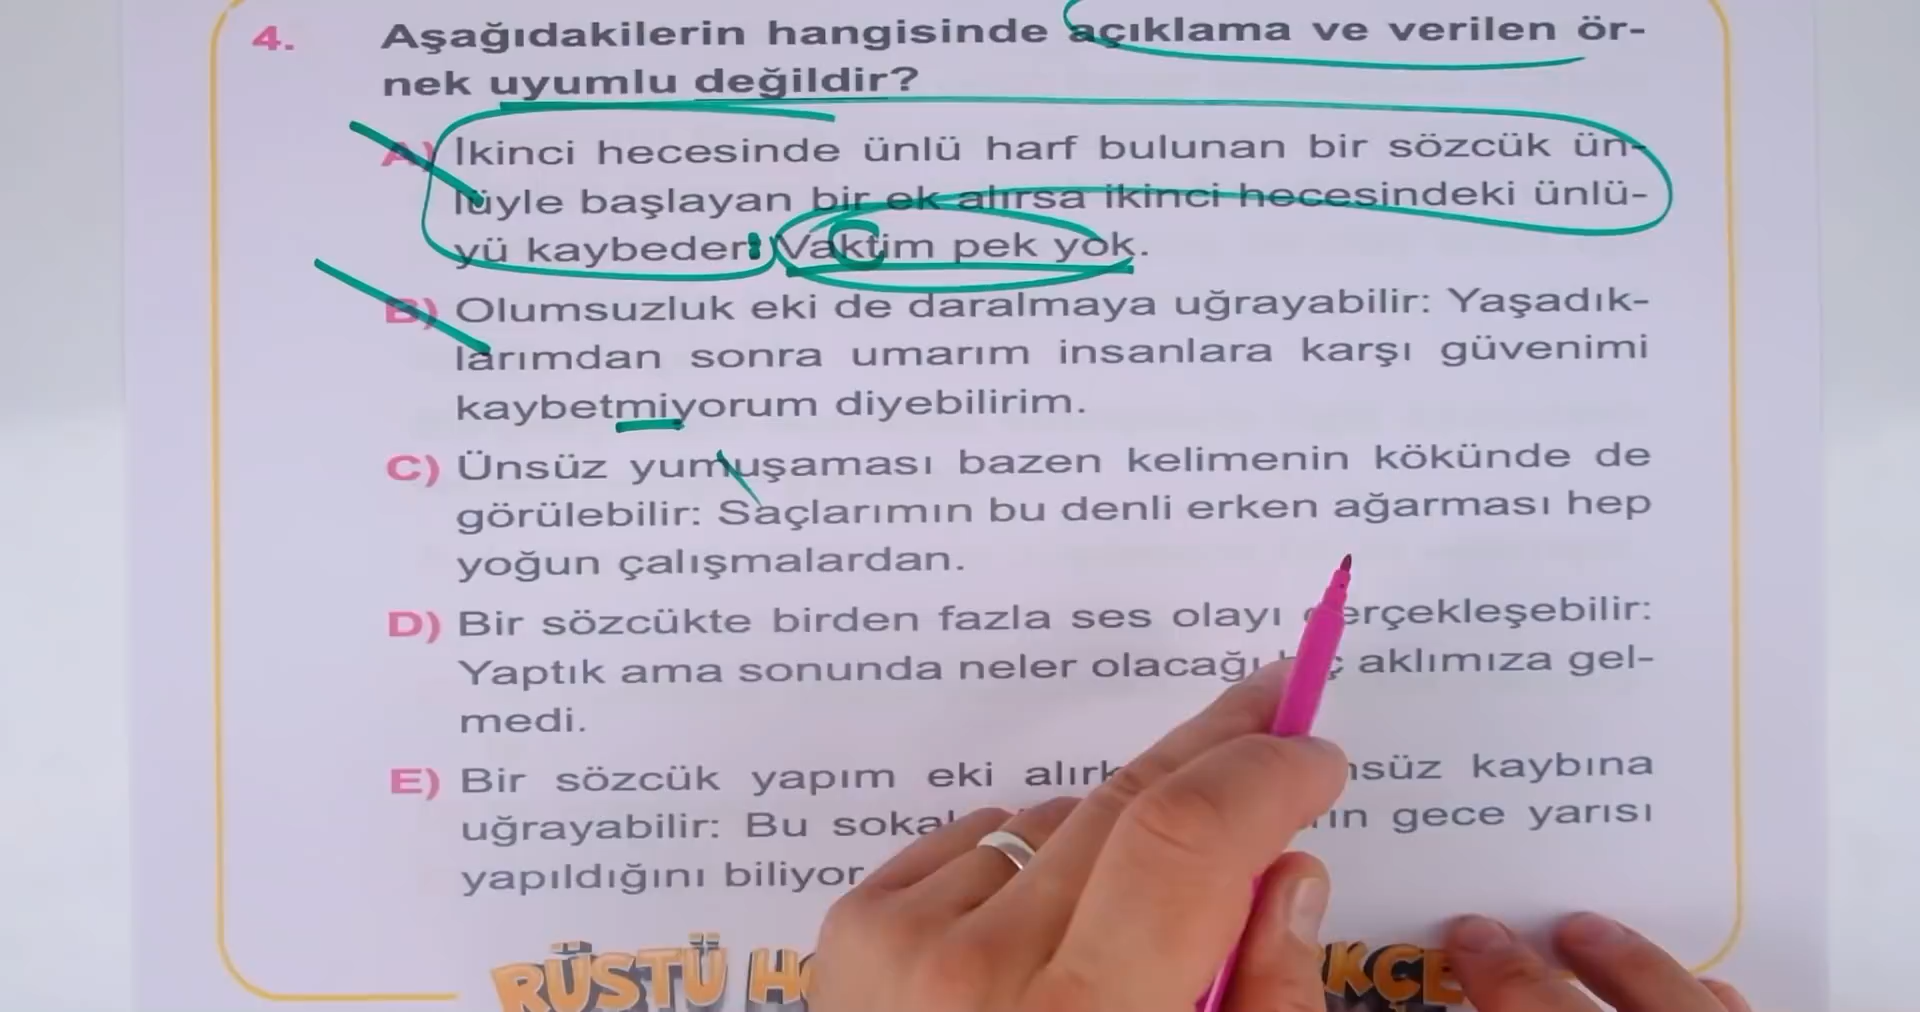 4. Aşağıdakilerin hangisinde açıklama ve verilen ör-
nek uyumlu değildir?
A) İkinci hecesinde ünlü harf bulunan bir sözcük ün-
lüyle başlayan bir ek alırsa ikinci hecesindeki ünlü-
yü kaybeder: Vaktim pek yok.
B) Olumsuzluk eki de daralmaya uğrayabilir: Yaşadık-
larımdan sonra umarım insanlara karşı güvenimi
kaybetmiyorum diyebilirim.
C) Ünsüz yumuşaması bazen kelimenin kökünde de
görülebilir: Saçlarımın bu denli erken ağarması hep
yoğun çalışmalardan.
D) Bir sözcükte birden fazla ses olayı gerçekleşebilir:
Yaptık ama sonunda neler olacağı aklımıza gel-
medi.
E) Bir sözcük yapım eki kaybına
uğrayabilir: Bu gece yarısı
yapıldığını
RÜSTÜ